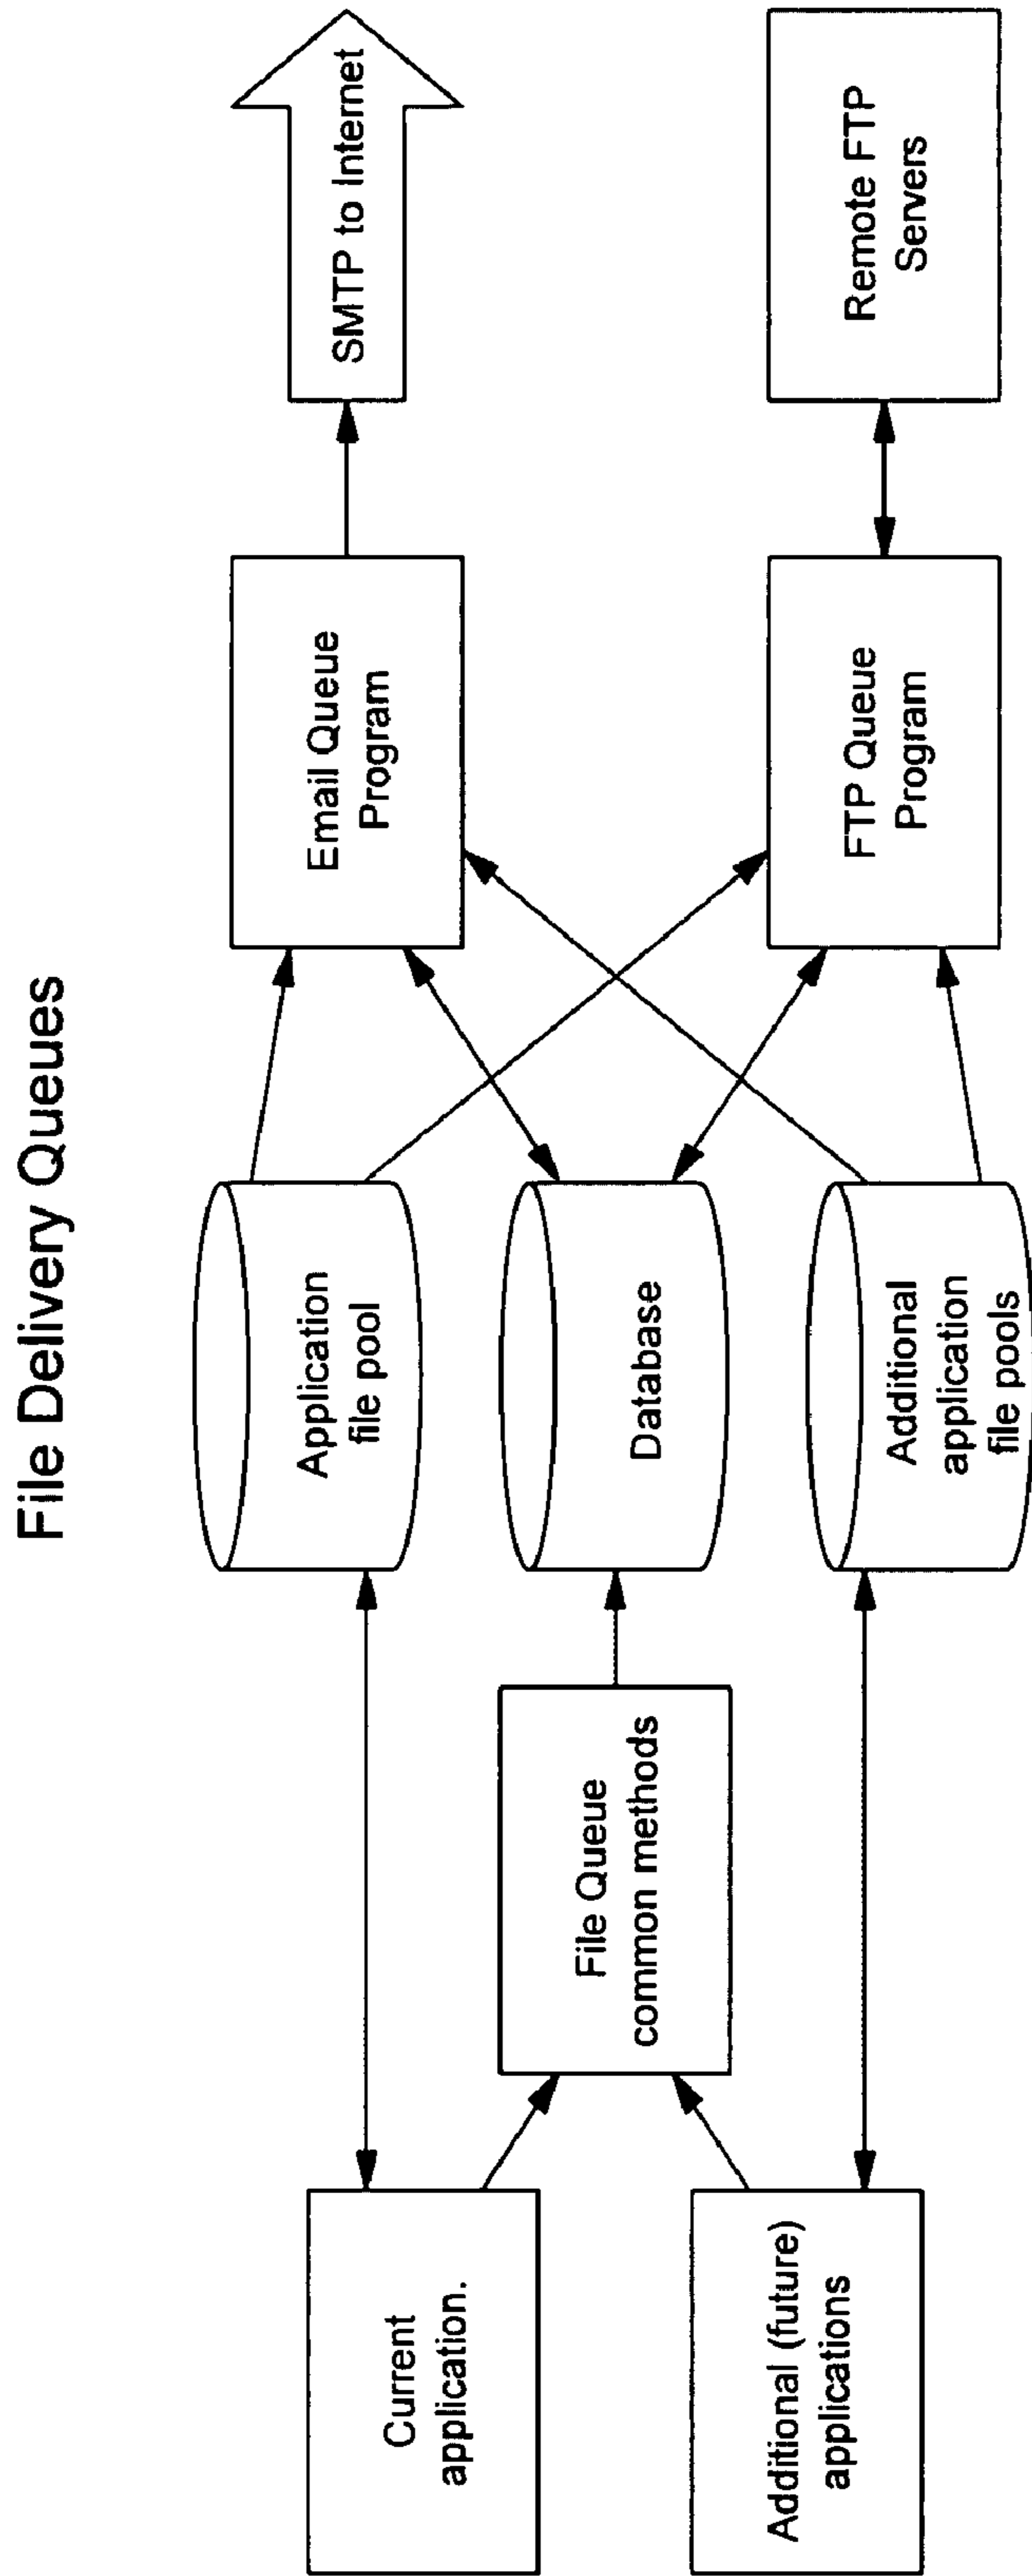 File Delivery Queues
Current
application.
Additional (future)
applications
File Queue
common methods
Application
file pool
Database
Additional
application
file pools
Email Queue
Program
FTP Queue
Program
SMTP to Internet
Remote FTP
Servers